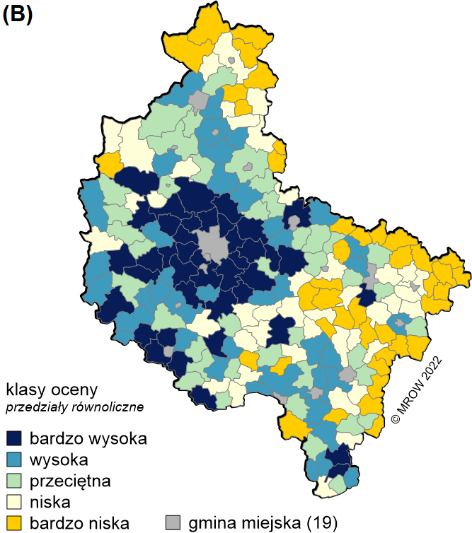 (B)
klasy oceny
przedziały równoliczne
bardzo wysoka
wysoka
przeciętna
niska
bardzo niska
gmina miejska (19)
© MROW 2022